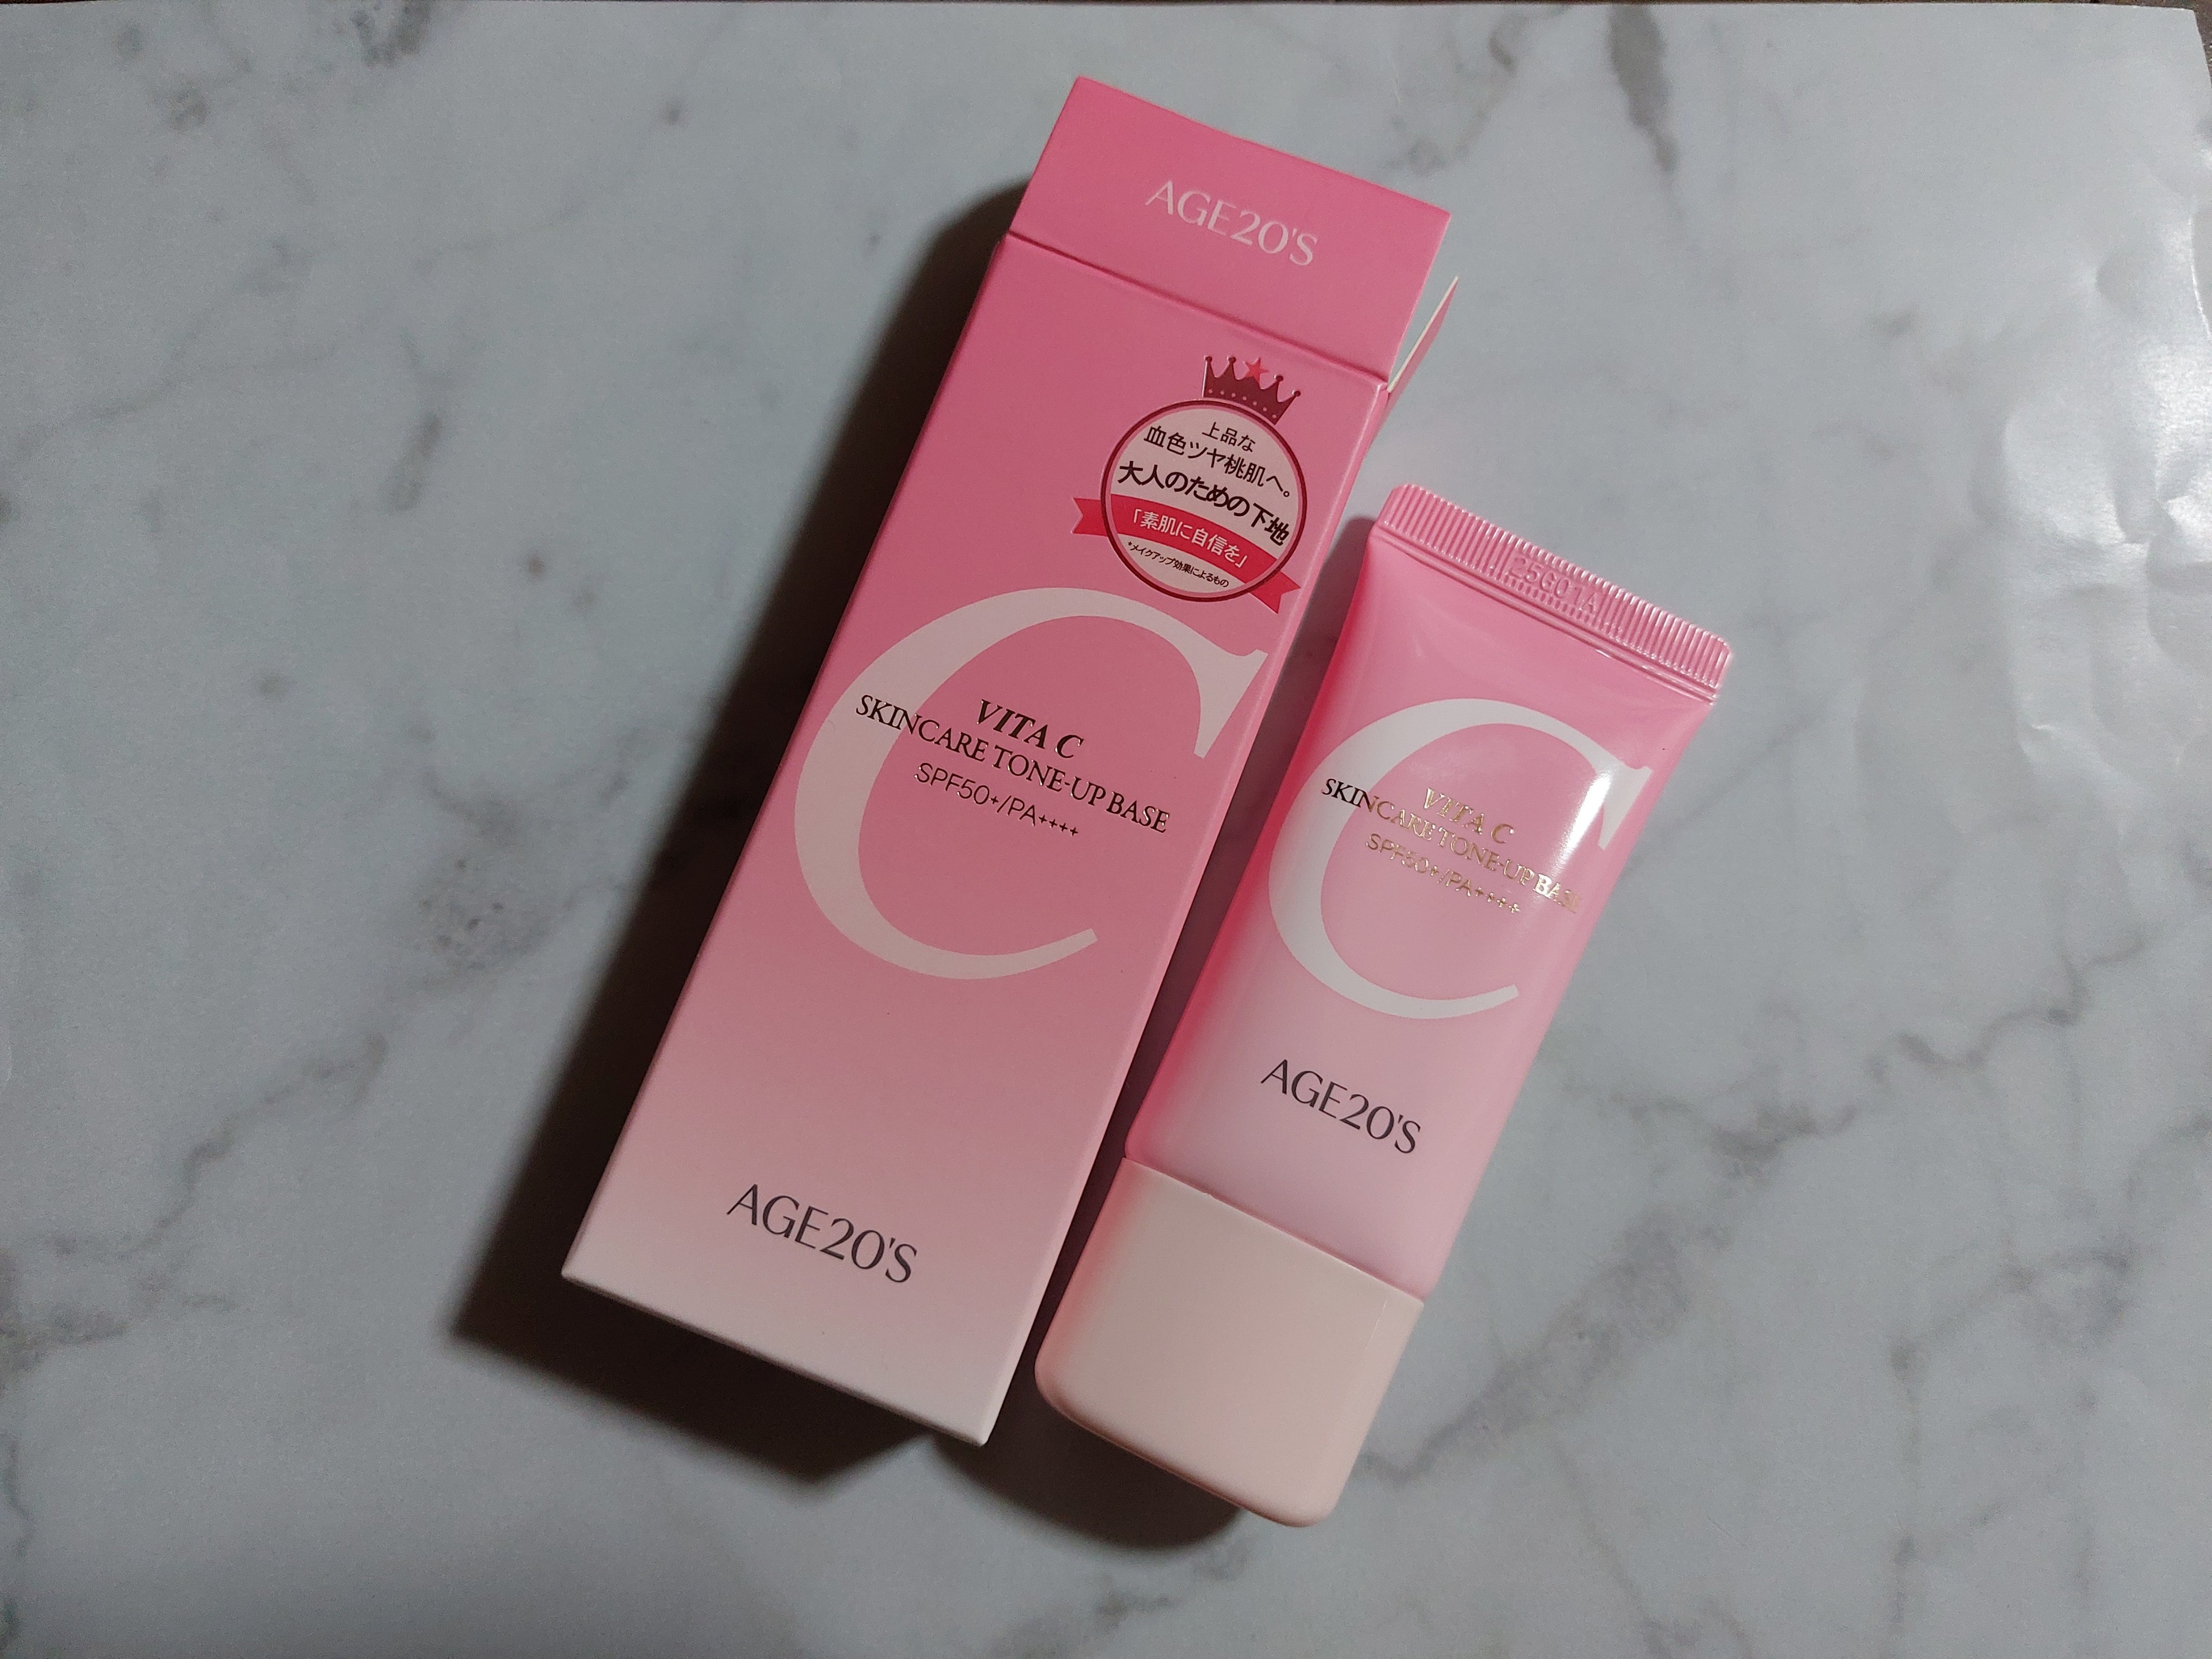 AGE20'S
上品な
血色ツヤ桃肌へ。
大人のための下地
「素肌に自信を」
*メイクアップ効果によるもの
C
VITA C
SKINCARE TONE-UP BASE
SPF50+/PA++++
AGE20'S
25G01A
C
VITA C
SKINCARE TONE-UP BASE
SPF50+/PA++++
AGE20'S